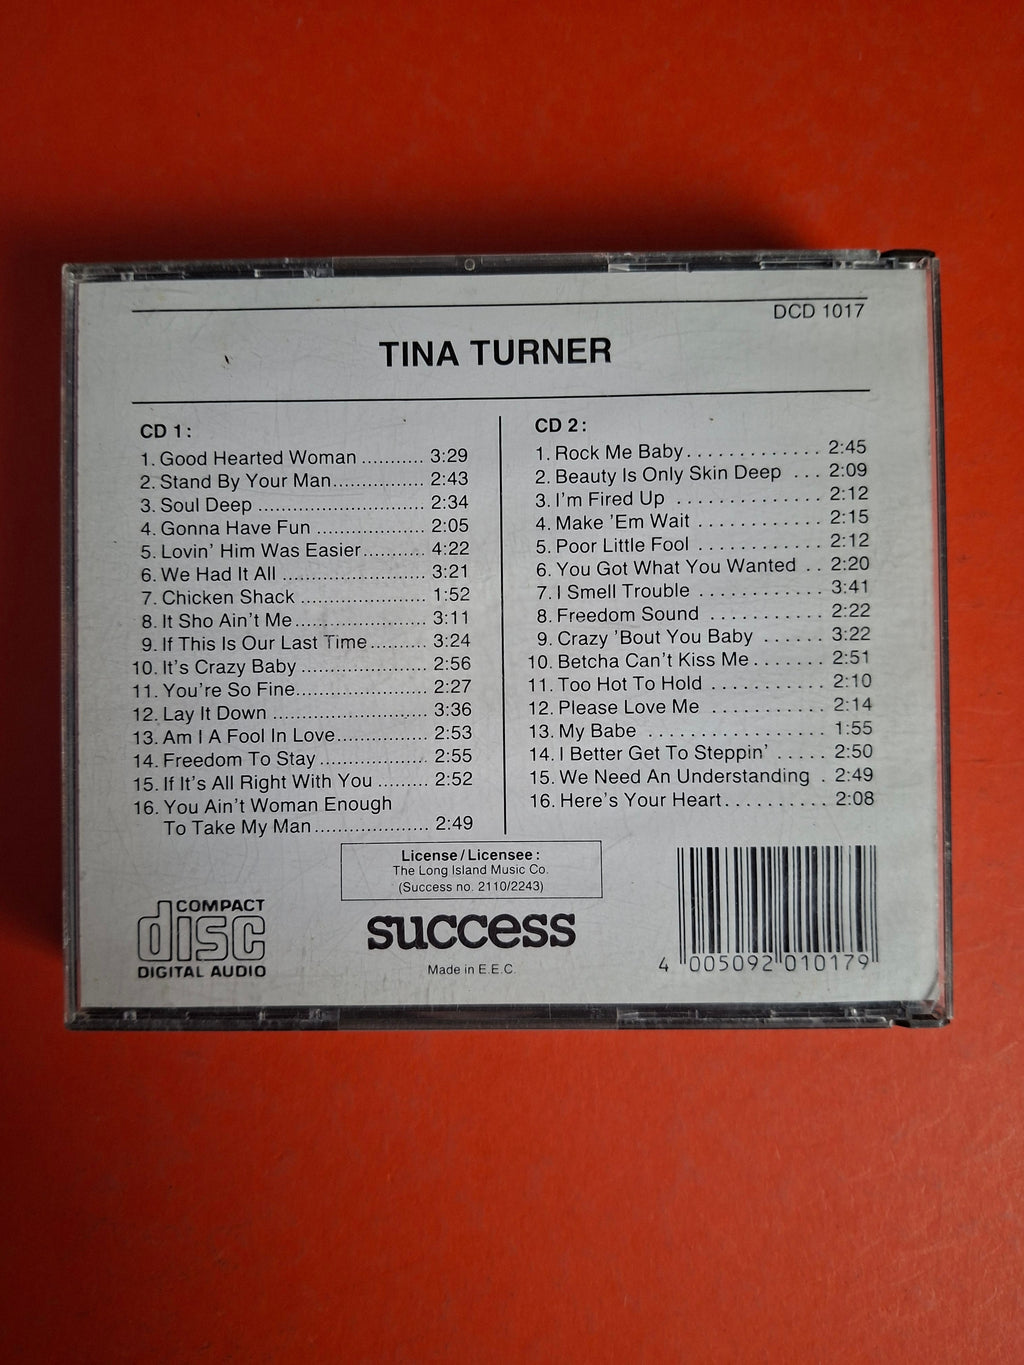 DCD 1017
TINA TURNER
CD 1:
1. Good Hearted Woman ........... 3:29
2. Stand By Your Man................ 2:43
3. Soul Deep ............................. 2:34
4. Gonna Have Fun ................... 2:05
5. Lovin' Him Was Easier........... 4:22
6. We Had It All ......................... 3:21
7. Chicken Shack ...................... 1:52
8. It Sho Ain't Me....................... 3:11
9. If This Is Our Last Time.......... 3:24
10. It's Crazy Baby ...................... 2:56
11. You're So Fine....................... 2:27
12. Lay It Down ........................... 3:36
13. Am I A Fool In Love................ 2:53
14. Freedom To Stay ................... 2:55
15. If It's All Right With You ......... 2:52
16. You Ain't Woman Enough
To Take My Man.................... 2:49
CD 2:
1. Rock Me Baby. . . . . . . . . . . . . 2:45
2. Beauty Is Only Skin Deep . . . 2:09
3. I'm Fired Up . . . . . . . . . . . . . 2:12
4. Make 'Em Wait . . . . . . . . . . . . 2:15
5. Poor Little Fool . . . . . . . . . . . 2:12
6. You Got What You Wanted . . 2:20
7. I Smell Trouble . . . . . . . . . . . . 3:41
8. Freedom Sound . . . . . . . . . . . 2:22
9. Crazy 'Bout You Baby . . . . . . 3:22
10. Betcha Can't Kiss Me . . . . . . . 2:51
11. Too Hot To Hold . . . . . . . . . . . 2:10
12. Please Love Me . . . . . . . . . . . 2:14
13. My Babe . . . . . . . . . . . . . . . . 1:55
14. I Better Get To Steppin' . . . . . 2:50
15. We Need An Understanding . 2:49
16. Here's Your Heart. . . . . . . . . . 2:08
License/Licensee:
The Long Island Music Co.
(Success no. 2110/2243)
COMPACT
disc
DIGITAL AUDIO
success
Made in E.E.C.
4 005092 010179